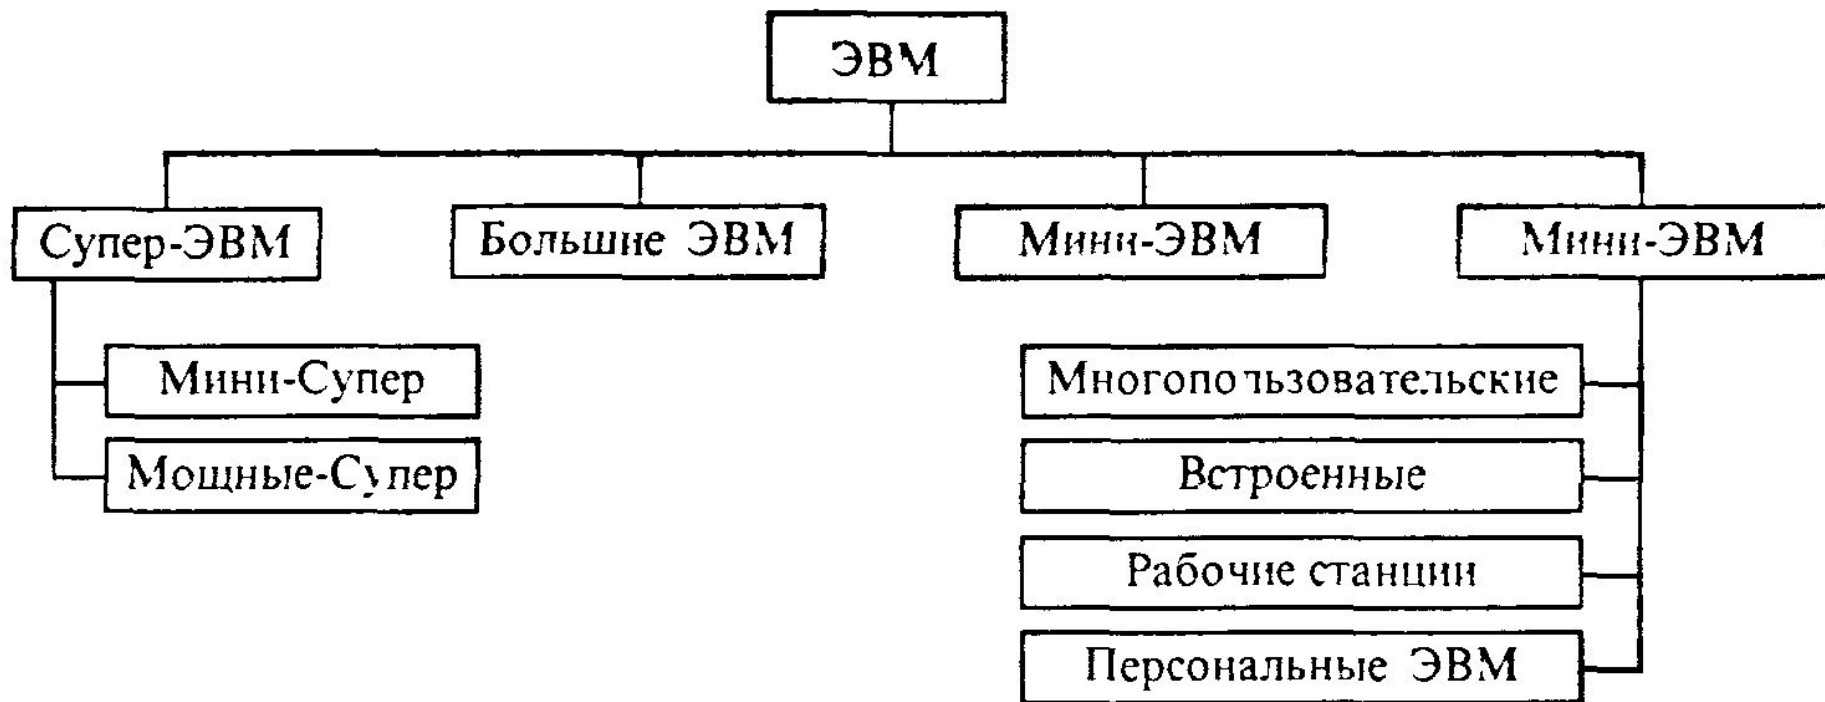 ЭВМ
Супер-ЭВМ
Большие ЭВМ
Мини-ЭВМ
Мини-ЭВМ
Мини-Супер
Мощные-Супер
Многопользовательские
Встроенные
Рабочие станции
Персональные ЭВМ